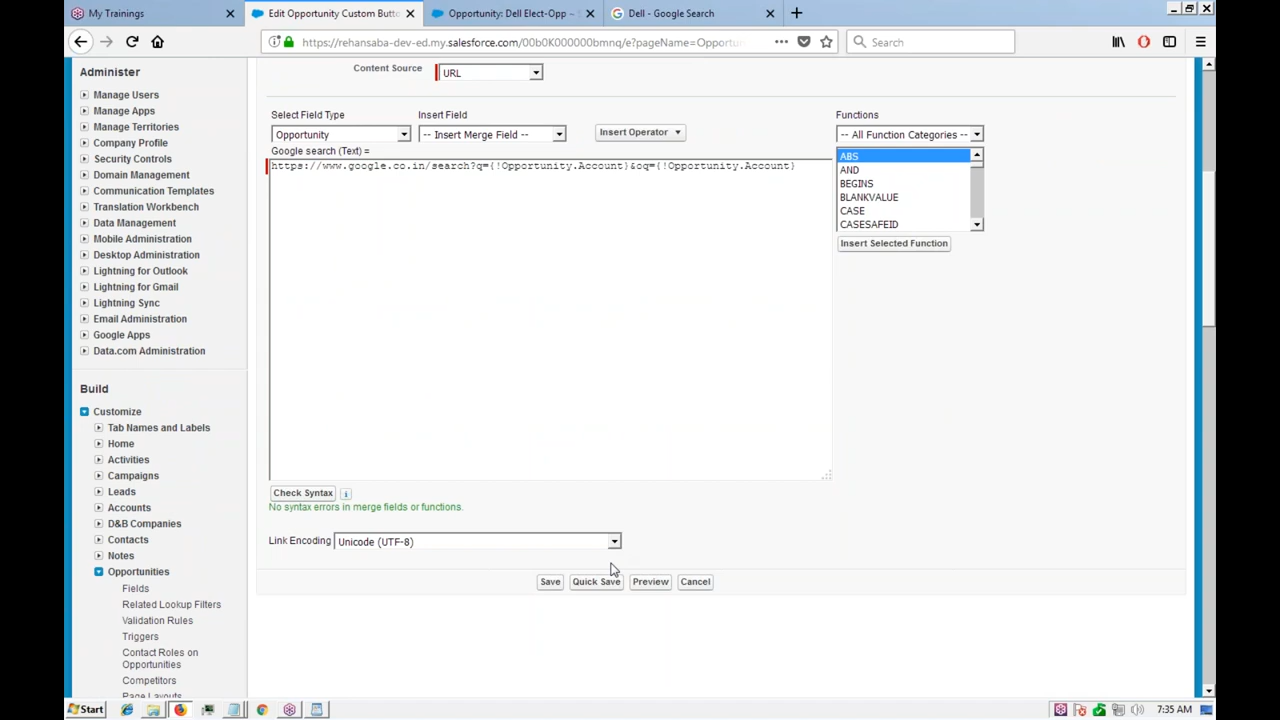 My Trainings
Edit Opportunity Custom Butto
Opportunity: Dell Elect-Opp ~
Dell - Google Search
https://rehansaba-dev-ed.my.salesforce.com/00b0K000000bmnq/e?pageName=Opportu
Search
Administer
Manage Users
Manage Apps
Manage Territories
Company Profile
Security Controls
Domain Management
Communication Templates
Translation Workbench
Data Management
Mobile Administration
Desktop Administration
Lightning for Outlook
Lightning for Gmail
Lightning Sync
Email Administration
Google Apps
Data.com Administration
Build
Customize
Tab Names and Labels
Home
Activities
Campaigns
Leads
Accounts
D&B Companies
Contacts
Notes
Opportunities
Fields
Related Lookup Filters
Validation Rules
Triggers
Contact Roles on
Opportunities
Competitors
Page Layouts
Content Source URL
Select Field Type Insert Field
Opportunity -- Insert Merge Field -- Insert Operator
Google search (Text) =
https://www.google.co.in/search?q={!Opportunity.Account}&oq={!Opportunity.Account}
Functions
-- All Function Categories --
ABS
AND
BEGINS
BLANKVALUE
CASE
CASESAFEID
Insert Selected Function
Check Syntax
No syntax errors in merge fields or functions.
Link Encoding Unicode (UTF-8)
Save Quick Save Preview Cancel
Start
7:35 AM